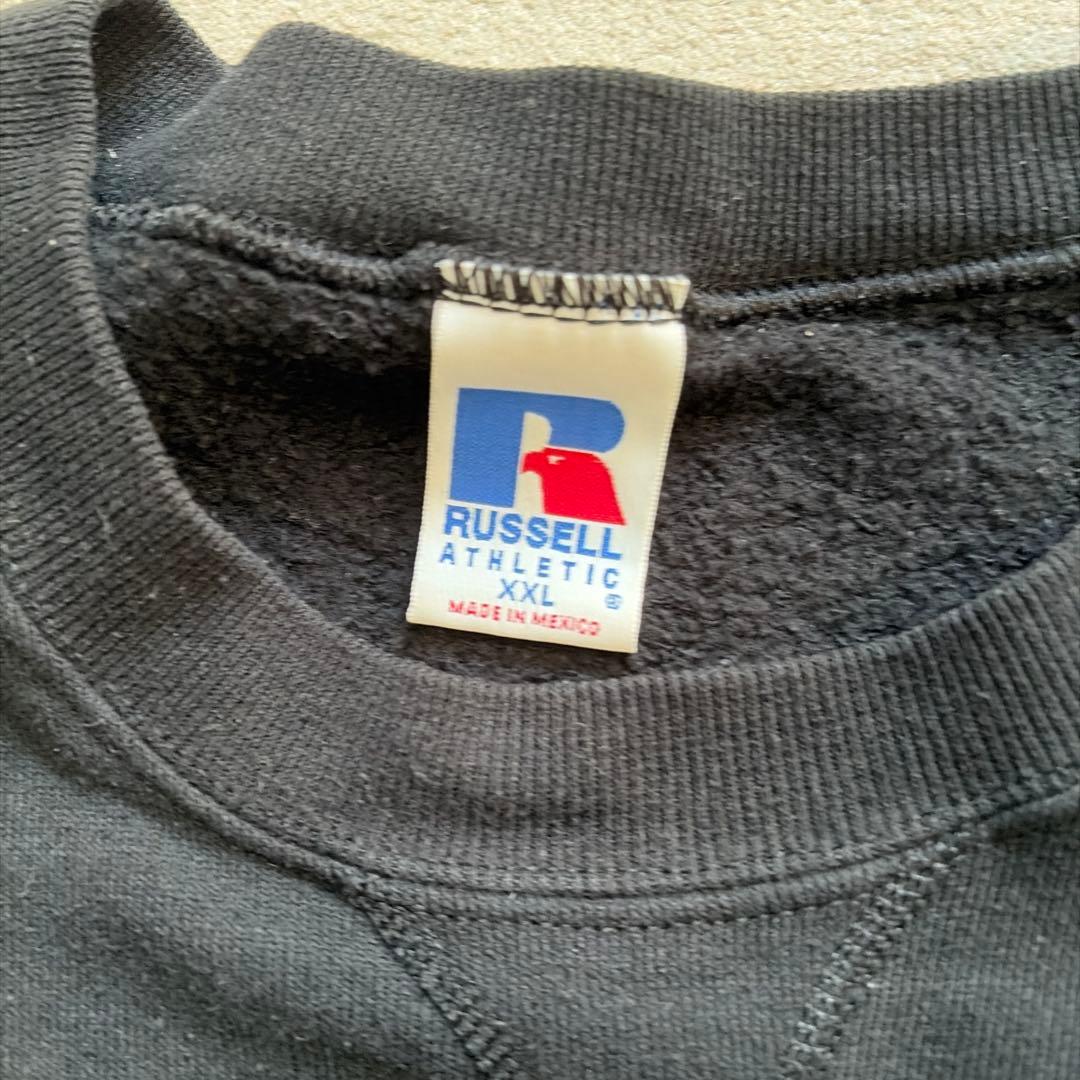 R
RUSSELL
ATHLETIC
XXL ®
MADE IN MEXICO